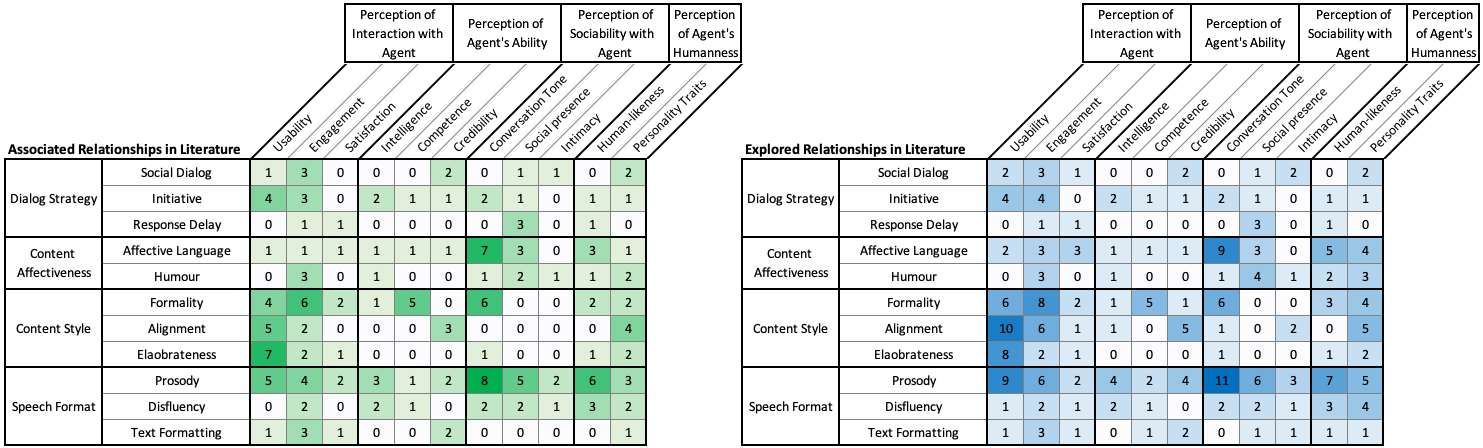 Perception of Interaction with Agent
Perception of Agent's Ability
Perception of Sociability with Agent
Perception of Agent's Humanness
Usability
Engagement
Satisfaction
Intelligence
Competence
Credibility
Conversation Tone
Social presence
Intimacy
Human-likeness
Personality Traits
Associated Relationships in Literature
Dialog Strategy
Social Dialog 1 3 0 0 0 2 0 1 1 0 2
Initiative 4 3 0 2 1 1 2 1 0 1 1
Response Delay 0 1 1 0 0 0 0 3 0 1 0
Content Affectiveness
Affective Language 1 1 1 1 1 1 7 3 0 3 1
Humour 0 3 0 1 0 0 1 2 1 1 2
Content Style
Formality 4 6 2 1 5 0 6 0 0 2 2
Alignment 5 2 0 0 0 3 0 0 0 0 4
Elaobrateness 7 2 1 0 0 0 1 0 0 1 2
Speech Format
Prosody 5 4 2 3 1 2 8 5 2 6 3
Disfluency 0 2 0 2 1 0 2 2 1 3 2
Text Formatting 1 3 1 0 0 2 0 0 0 0 1
Perception of Interaction with Agent
Perception of Agent's Ability
Perception of Sociability with Agent
Perception of Agent's Humanness
Usability
Engagement
Satisfaction
Intelligence
Competence
Credibility
Conversation Tone
Social presence
Intimacy
Human-likeness
Personality Traits
Explored Relationships in Literature
Dialog Strategy
Social Dialog 2 3 1 0 0 2 0 1 2 0 2
Initiative 4 4 0 2 1 1 2 1 0 1 1
Response Delay 0 1 1 0 0 0 0 3 0 1 0
Content Affectiveness
Affective Language 2 3 3 1 1 1 9 3 0 5 4
Humour 0 3 0 1 0 0 1 4 1 2 3
Content Style
Formality 6 8 2 1 5 1 6 0 0 3 4
Alignment 10 6 1 1 0 5 1 0 2 0 5
Elaobrateness 8 2 1 0 0 0 1 0 0 1 2
Speech Format
Prosody 9 6 2 4 2 4 11 6 3 7 5
Disfluency 1 2 1 2 1 0 2 2 1 3 4
Text Formatting 1 3 1 0 1 2 0 1 1 1 1